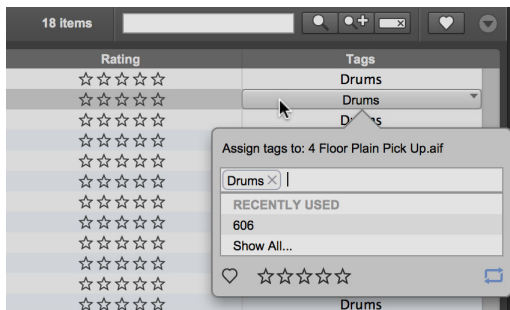 18 items
Rating Tags
Drums
Drums
Assign tags to: 4 Floor Plain Pick Up.aif
Drums
RECENTLY USED
606
Show All...
Drums